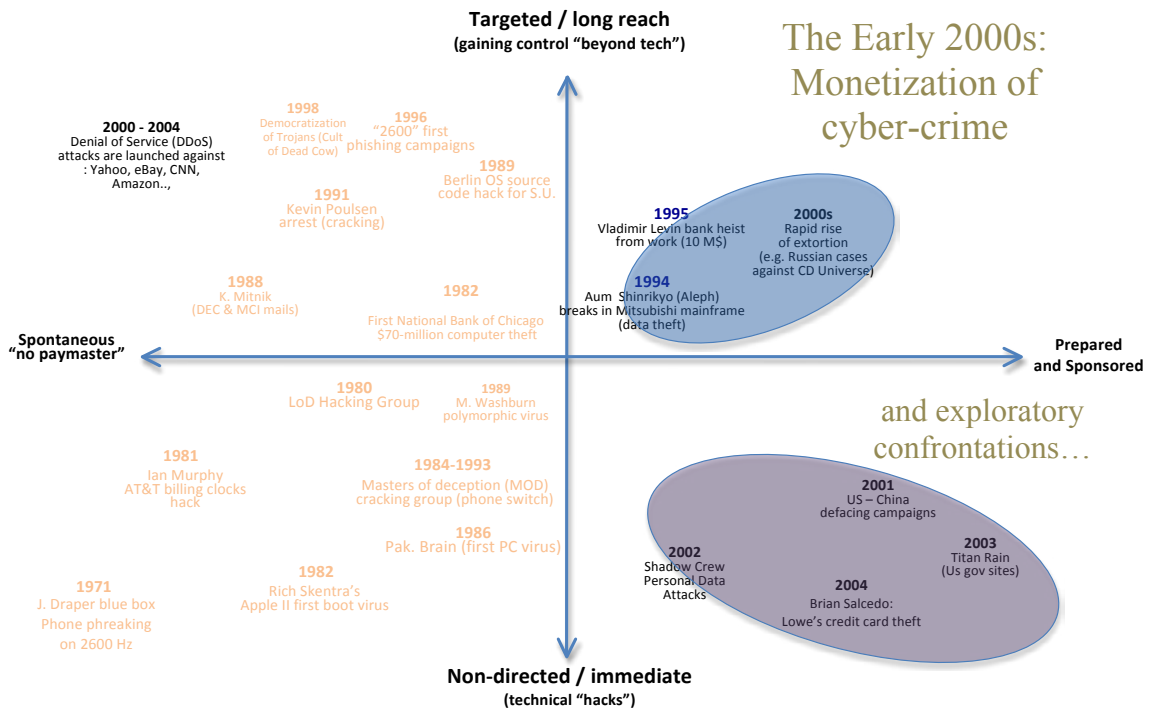 Targeted / long reach
(gaining control “beyond tech”)
The Early 2000s:
Monetization of
cyber-crime
2000 - 2004
Denial of Service (DDoS)
attacks are launched against
: Yahoo, eBay, CNN,
Amazon..,
1998
Democratization
of Trojans (Cult
of Dead Cow)
1996
“2600” first
phishing campaigns
1989
Berlin OS source
code hack for S.U.
1991
Kevin Poulsen
arrest (cracking)
1995
Vladimir Levin bank heist
from work (10 M$)
2000s
Rapid rise
of extortion
(e.g. Russian cases
against CD Universe)
1988
K. Mitnik
(DEC & MCI mails)
1982
First National Bank of Chicago
$70-million computer theft
1994
Aum Shinrikyo (Aleph)
breaks in Mitsubishi mainframe
(data theft)
Spontaneous
“no paymaster”
Prepared
and Sponsored
1980
LoD Hacking Group
1989
M. Washburn
polymorphic virus
and exploratory
confrontations…
1981
Ian Murphy
AT&T billing clocks
hack
1984-1993
Masters of deception (MOD)
cracking group (phone switch)
1986
Pak. Brain (first PC virus)
2001
US – China
defacing campaigns
2002
Shadow Crew
Personal Data
Attacks
2003
Titan Rain
(Us gov sites)
2004
Brian Salcedo:
Lowe’s credit card theft
1971
J. Draper blue box
Phone phreaking
on 2600 Hz
1982
Rich Skentra’s
Apple II first boot virus
Non-directed / immediate
(technical “hacks”)